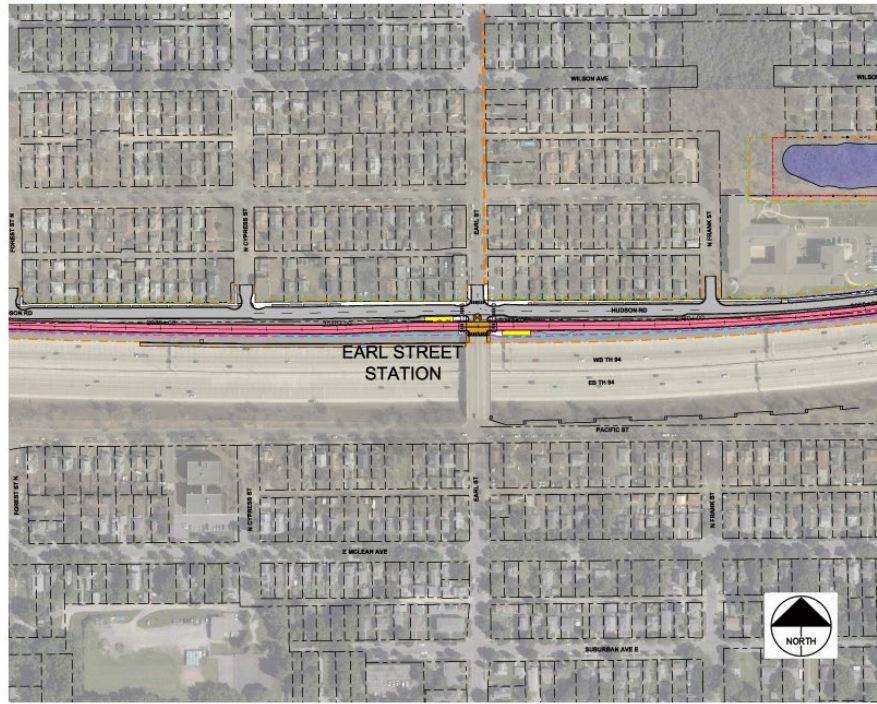 WILSON AVE
WILSON
FOREST ST N
N CYPRESS ST
EARL ST
N FRANK ST
HUDSON RD
EARL STREET
STATION
WB TH 94
EB TH 94
PACIFIC ST
FOREST ST N
N CYPRESS ST
EARL ST
N FRANK ST
E MCLEAN AVE
SUBURBAN AVE E
NORTH